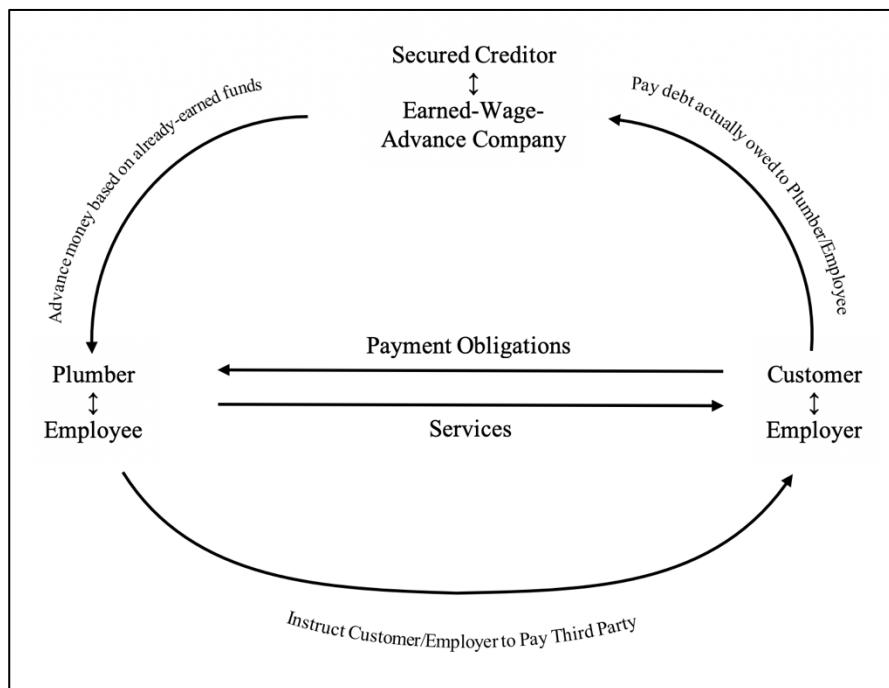 Secured Creditor
↕
Earned-Wage-
Advance Company
Advance money based on already-earned funds
Pay debt actually owed to Plumber/Employee
Payment Obligations
Plumber
↕
Employee
Customer
↕
Employer
Services
Instruct Customer/Employer to Pay Third Party